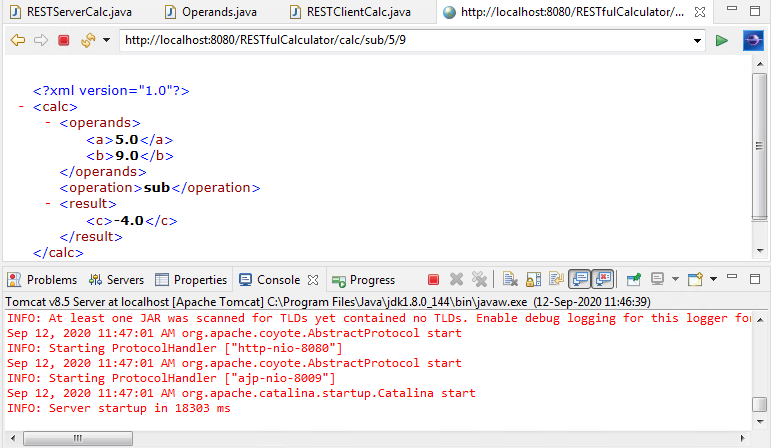 RESTServerCalc.java Operands.java RESTClientCalc.java http://localhost:8080/RESTfulCalculator/...
http://localhost:8080/RESTfulCalculator/calc/sub/5/9
<?xml version="1.0"?>
- <calc>
- <operands>
<a>5.0</a>
<b>9.0</b>
</operands>
<operation>sub</operation>
- <result>
<c>-4.0</c>
</result>
</calc>
Problems Servers Properties Console Progress
Tomcat v8.5 Server at localhost [Apache Tomcat] C:\Program Files\Java\jdk1.8.0_144\bin\javaw.exe (12-Sep-2020 11:46:39)
INFO: At least one JAR was scanned for TLDs yet contained no TLDs. Enable debug logging for this logger for
Sep 12, 2020 11:47:01 AM org.apache.coyote.AbstractProtocol start
INFO: Starting ProtocolHandler ["http-nio-8080"]
Sep 12, 2020 11:47:01 AM org.apache.coyote.AbstractProtocol start
INFO: Starting ProtocolHandler ["ajp-nio-8009"]
Sep 12, 2020 11:47:01 AM org.apache.catalina.startup.Catalina start
INFO: Server startup in 18303 ms